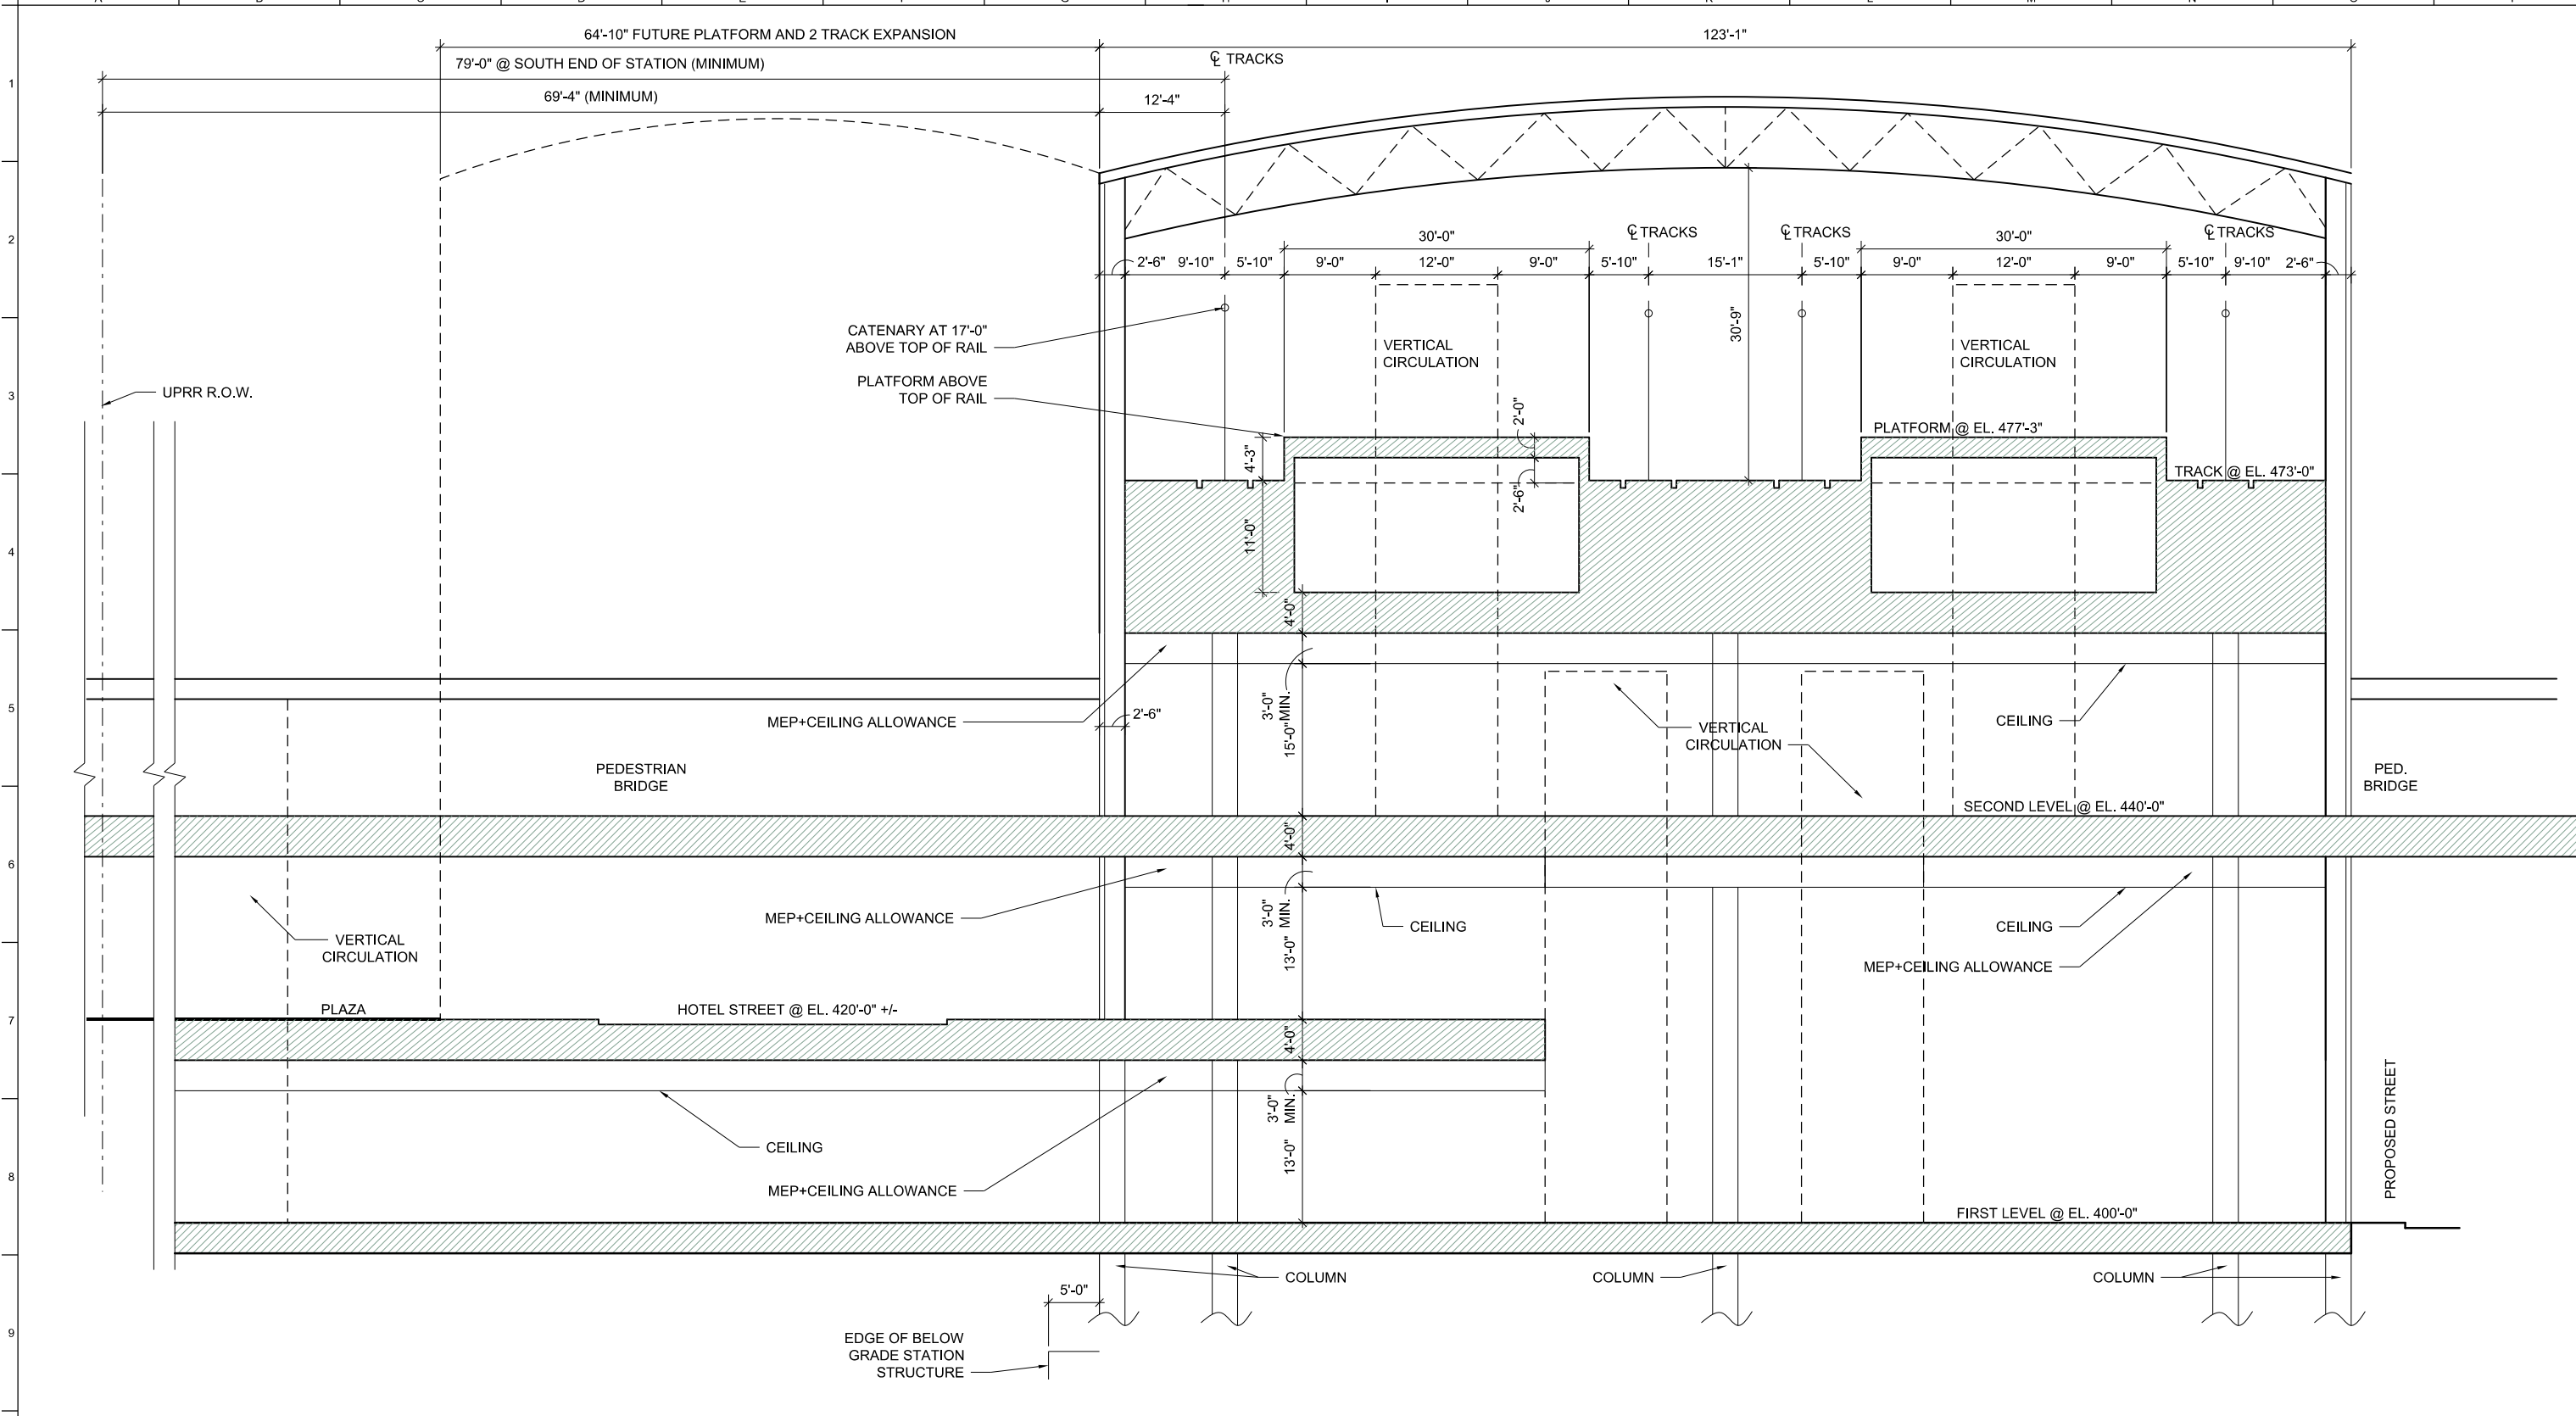 64'-10" FUTURE PLATFORM AND 2 TRACK EXPANSION
123'-1"
79'-0" @ SOUTH END OF STATION (MINIMUM)
℄ TRACKS
1
69'-4" (MINIMUM)
12'-4"
2
30'-0"
℄ TRACKS
℄ TRACKS
30'-0"
℄ TRACKS
2'-6"
9'-10"
5'-10"
9'-0"
12'-0"
9'-0"
5'-10"
15'-1"
5'-10"
9'-0"
12'-0"
9'-0"
5'-10"
9'-10"
2'-6"
30'-9"
CATENARY AT 17'-0"
ABOVE TOP OF RAIL
VERTICAL
CIRCULATION
VERTICAL
CIRCULATION
PLATFORM ABOVE
TOP OF RAIL
UPRR R.O.W.
3
2'-0"
PLATFORM @ EL. 477'-3"
4'-3"
2'-6"
TRACK @ EL. 473'-0"
11'-0"
4
4'-0"
5
3'-0"
MIN.
15'-0"
2'-6"
MEP+CEILING ALLOWANCE
VERTICAL
CIRCULATION
CEILING
PEDESTRIAN
BRIDGE
PED.
BRIDGE
SECOND LEVEL @ EL. 440'-0"
4'-0"
6
3'-0"
MIN.
13'-0"
MEP+CEILING ALLOWANCE
CEILING
CEILING
VERTICAL
CIRCULATION
MEP+CEILING ALLOWANCE
PLAZA
HOTEL STREET @ EL. 420'-0" +/-
7
4'-0"
3'-0"
MIN.
13'-0"
CEILING
PROPOSED STREET
8
MEP+CEILING ALLOWANCE
FIRST LEVEL @ EL. 400'-0"
COLUMN
COLUMN
COLUMN
5'-0"
9
EDGE OF BELOW
GRADE STATION
STRUCTURE